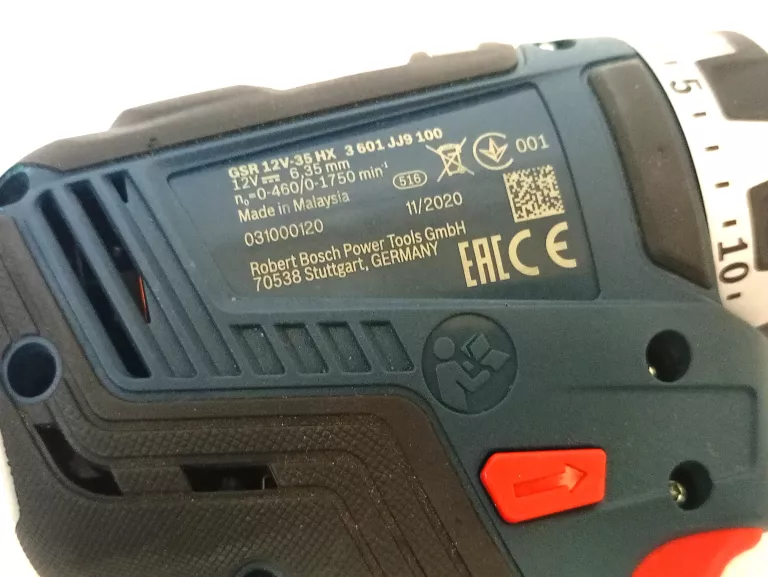 GSR 12V-35 HX 3 601 JJ9 100
12V⎓ 6,35 mm
n₀=0-460/0-1750 min⁻¹
Made in Malaysia
516
001
031000120
11/2020
Robert Bosch Power Tools GmbH
70538 Stuttgart, GERMANY
EAC CE
5
10